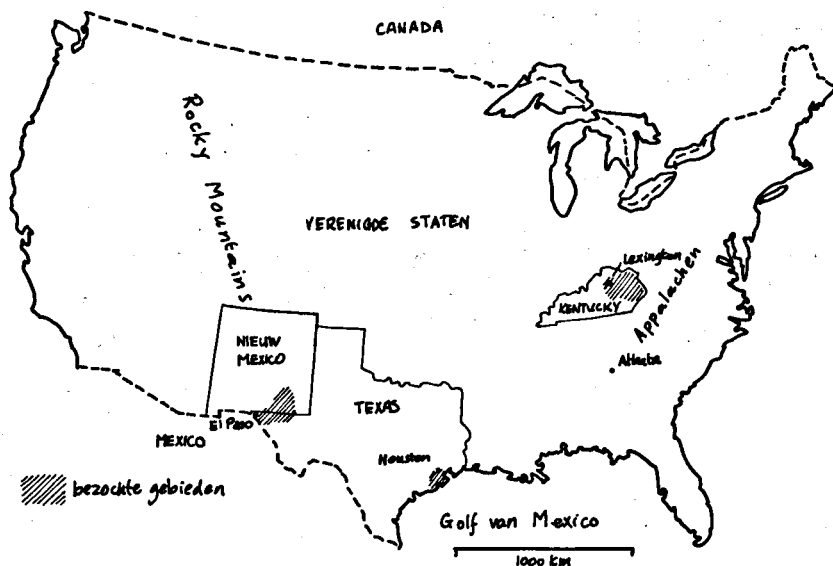 CANADA
Rocky Mountains
VERENIGDE STATEN
Lexington
KENTUCKY
Appalachen
Atlanta
NIEUW
MEXICO
TEXAS
El Paso
MEXICO
Houston
bezochte gebieden
Golf van Mexico
1000 km